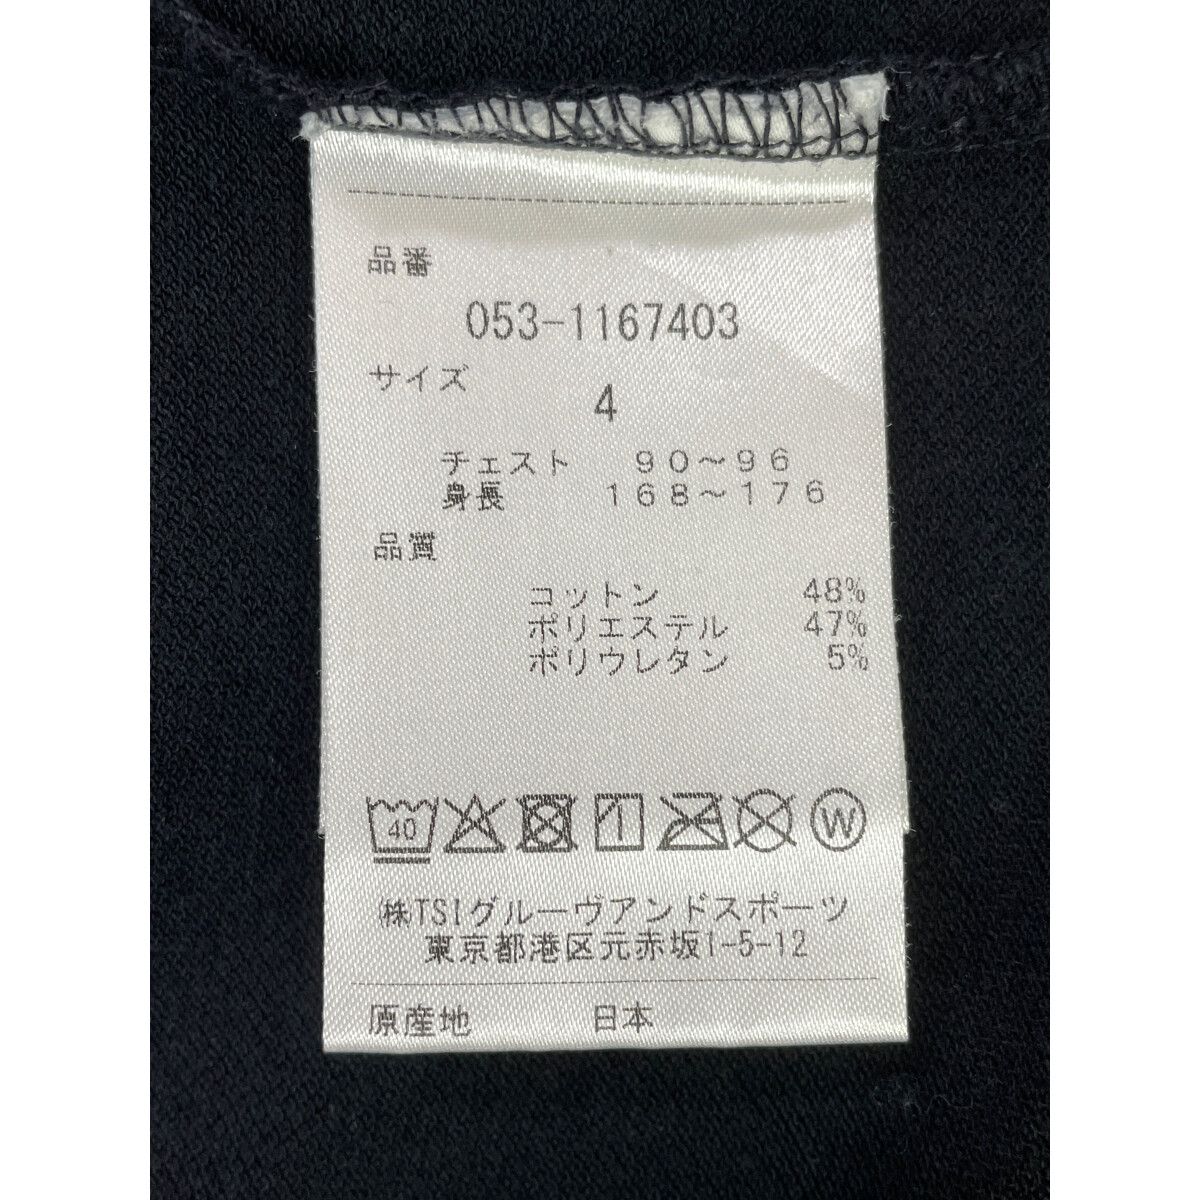 品番
053-1167403
サイズ
4
チェスト 90～96
身長 168～176
品質
コットン 48%
ポリエステル 47%
ポリウレタン 5%
40 W
㈱TSIグルーヴアンドスポーツ
東京都港区元赤坂1-5-12
原産地 日本